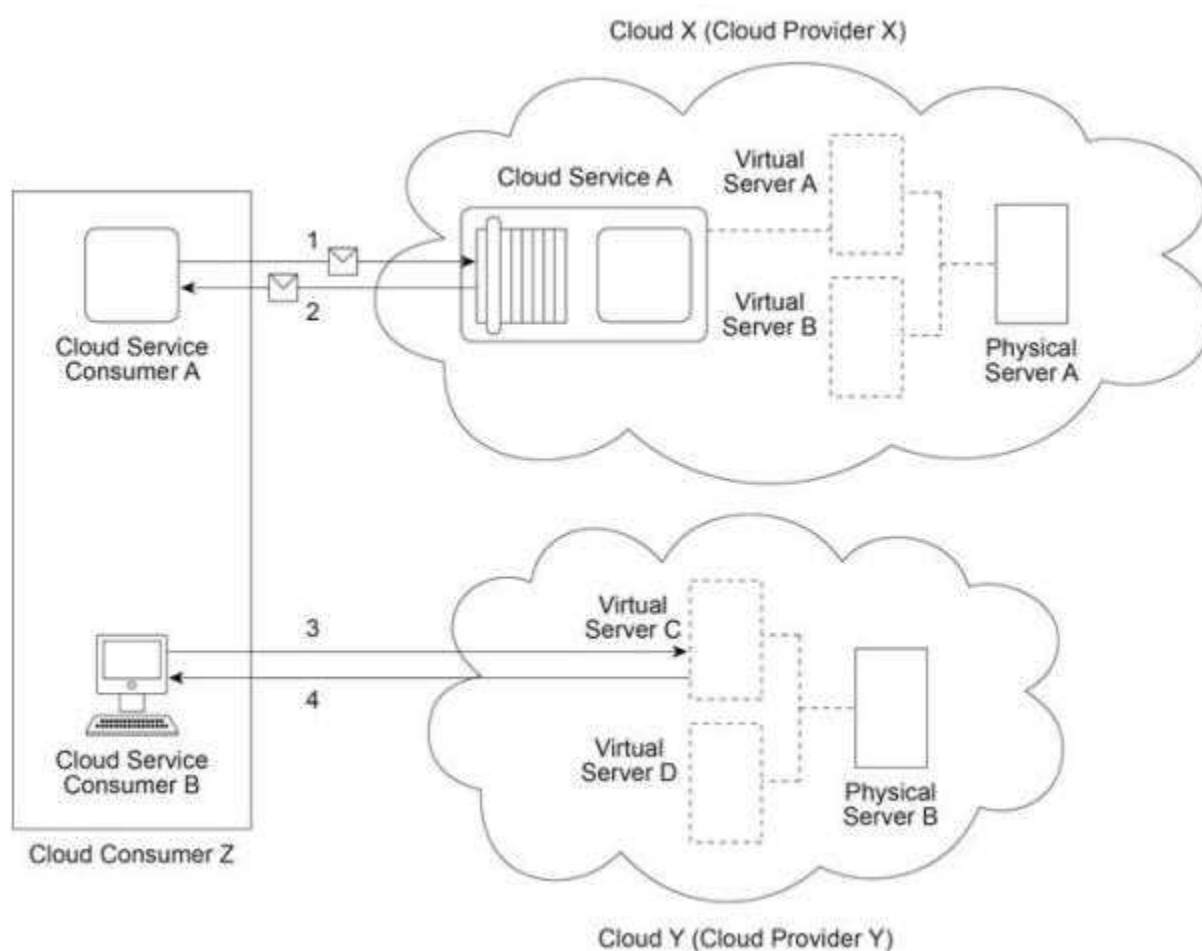 Cloud X (Cloud Provider X)
Cloud Service A
Virtual
Server A
1
2
Virtual
Server B
Cloud Service
Consumer A
Physical
Server A
3
4
Virtual
Server C
Cloud Service
Consumer B
Virtual
Server D
Physical
Server B
Cloud Consumer Z
Cloud Y (Cloud Provider Y)